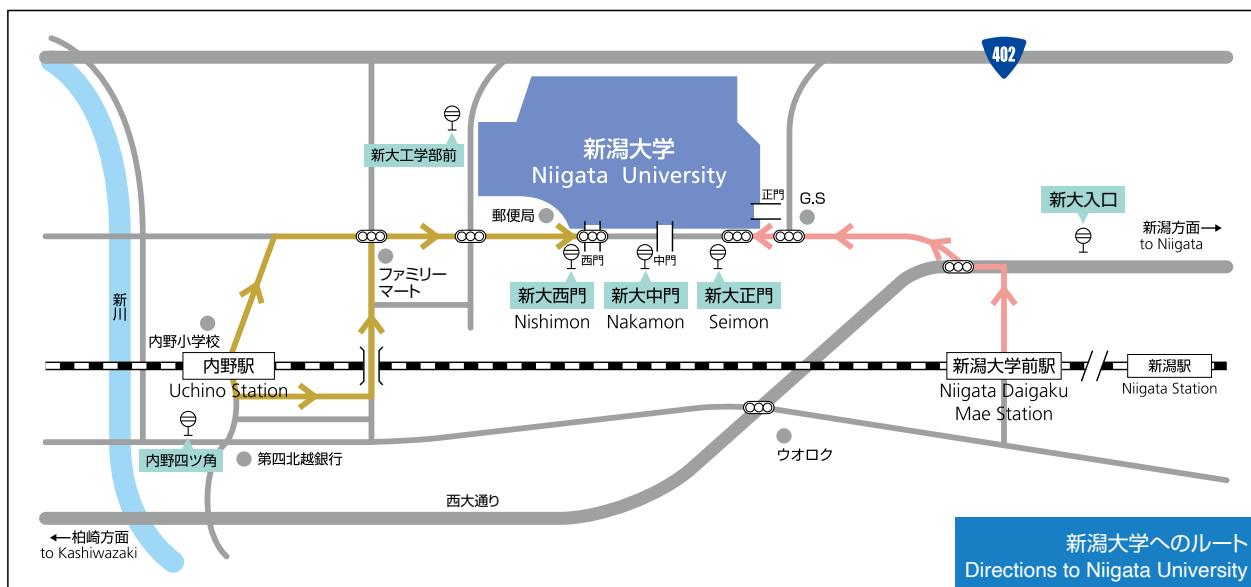 402
新潟大学
Niigata University
新大工学部前
正門
G.S
新大入口
新潟方面→
to Niigata
郵便局
西門
中門
ファミリー
マート
新大西門
Nishimon
新大中門
Nakamon
新大正門
Seimon
新川
内野小学校
内野駅
Uchino Station
新潟大学前駅
Niigata Daigaku
Mae Station
新潟駅
Niigata Station
内野四ツ角
第四北越銀行
ウオロク
西大通り
←柏崎方面
to Kashiwazaki
新潟大学へのルート
Directions to Niigata University